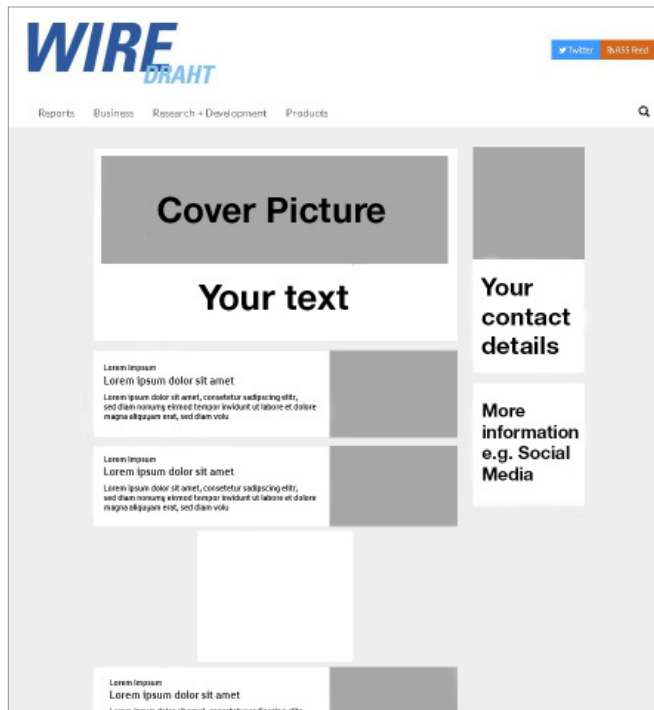 WIRE
DRAHT
Twitter RSS Feed
Reports Business Research + Development Products
Cover Picture
Your text
Your
contact
details
Lorem Impsum
Lorem ipsum dolor sit amet
Lorem ipsum dolor sit amet, consetetur sadipscing elitr,
sed diam nonumy eirmod tempor invidunt ut labore et dolore
magna aliquyam erat, sed diam volu
More
information
e.g. Social
Media
Lorem Impsum
Lorem ipsum dolor sit amet
Lorem ipsum dolor sit amet, consetetur sadipscing elitr,
sed diam nonumy eirmod tempor invidunt ut labore et dolore
magna aliquyam erat, sed diam volu
Lorem Impsum
Lorem ipsum dolor sit amet